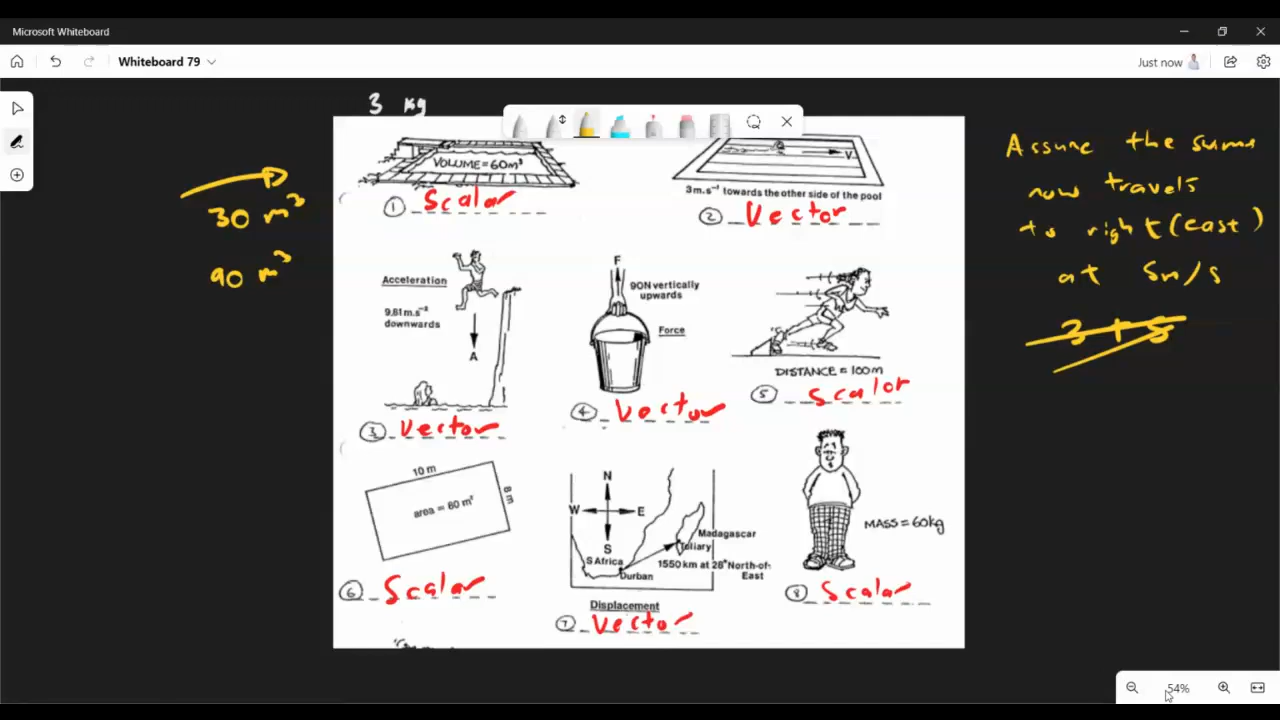 Microsoft Whiteboard
Whiteboard 79
Just now
3 kg
VOLUME = 60m³
① Scalar
V
3 m.s⁻¹ towards the other side of the pool
② Vector
30 m³
90 m³
Assume the summ
now travels
to right (east)
at 5m/s
3 + 5
Acceleration
9,81 m.s⁻²
downwards
A
③ Vector
F
90N vertically
upwards
Force
④ Vector
DISTANCE = 100m
⑤ Scalar
10 m
8 m
area = 80 m²
⑥ Scalar
N
W E
S
Madagascar
Toliary
S Africa
1550 km at 28° North-of-
East
Durban
Displacement
⑦ Vector
MASS = 60kg
⑧ Scalar
54%